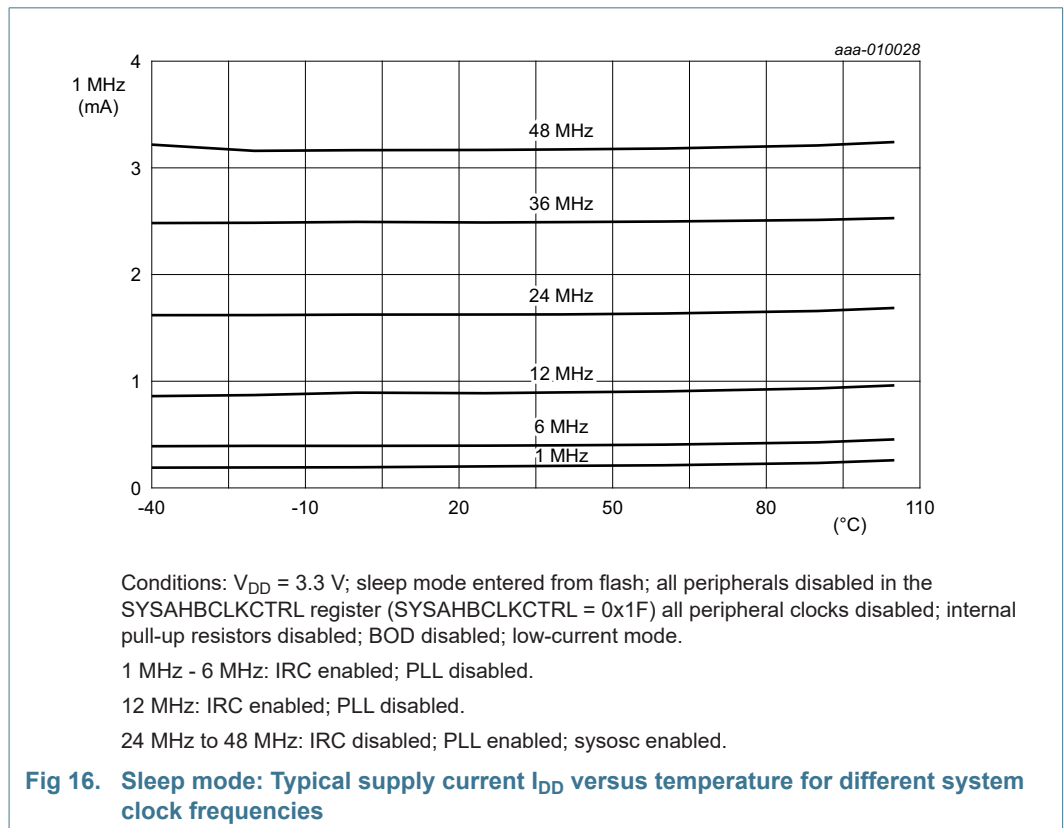 aaa-010028
4
1 MHz
(mA)
48 MHz
3
36 MHz
2
24 MHz
1
12 MHz
6 MHz
1 MHz
0
-40 -10 20 50 80 110
(°C)
Conditions: VDD = 3.3 V; sleep mode entered from flash; all peripherals disabled in the
SYSAHBCLKCTRL register (SYSAHBCLKCTRL = 0x1F) all peripheral clocks disabled; internal
pull-up resistors disabled; BOD disabled; low-current mode.
1 MHz - 6 MHz: IRC enabled; PLL disabled.
12 MHz: IRC enabled; PLL disabled.
24 MHz to 48 MHz: IRC disabled; PLL enabled; sysosc enabled.
Fig 16. Sleep mode: Typical supply current IDD versus temperature for different system
clock frequencies